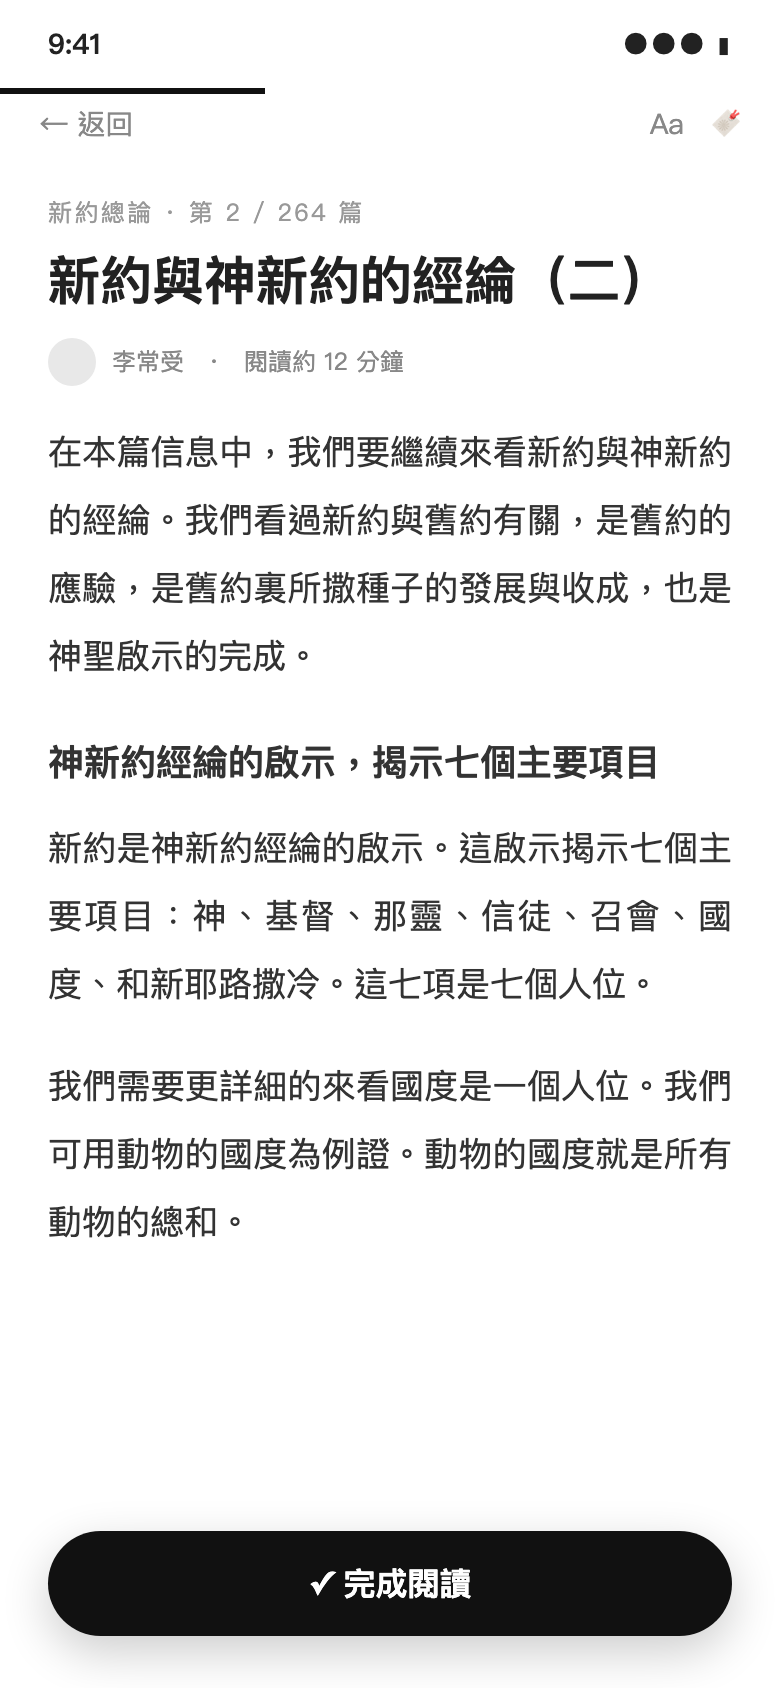 9:41
← 返回
Aa
新約總論 · 第 2 / 264 篇
新約與神新約的經綸（二）
李常受 · 閱讀約 12 分鐘
在本篇信息中，我們要繼續來看新約與神新約
的經綸。我們看過新約與舊約有關，是舊約的
應驗，是舊約裏所撒種子的發展與收成，也是
神聖啟示的完成。
神新約經綸的啟示，揭示七個主要項目
新約是神新約經綸的啟示。這啟示揭示七個主
要項目：神、基督、那靈、信徒、召會、國
度、和新耶路撒冷。這七項是七個人位。
我們需要更詳細的來看國度是一個人位。我們
可用動物的國度為例證。動物的國度就是所有
動物的總和。
✓ 完成閱讀